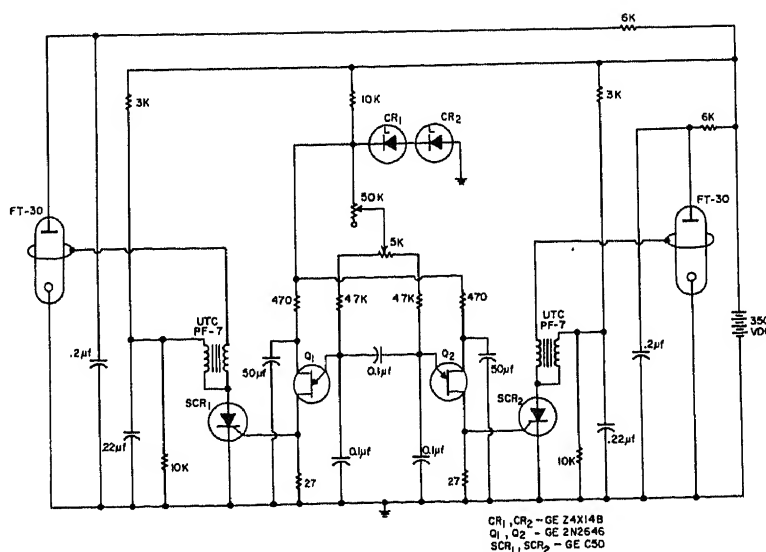 6K
3K
10K
3K
CR1
CR2
6K
50K
FT-30
FT-30
5K
470
47K
47K
470
UTC
PF-7
UTC
PF-7
350
VDC
.2µf
50µf
Q1
0.1µf
Q2
50µf
.2µf
SCR1
SCR2
.22µf
10K
27
0.1µf
0.1µf
27
10K
.22µf
CR1, CR2 - GE Z4X14B
Q1, Q2 - GE 2N2646
SCR1, SCR2 - GE C50